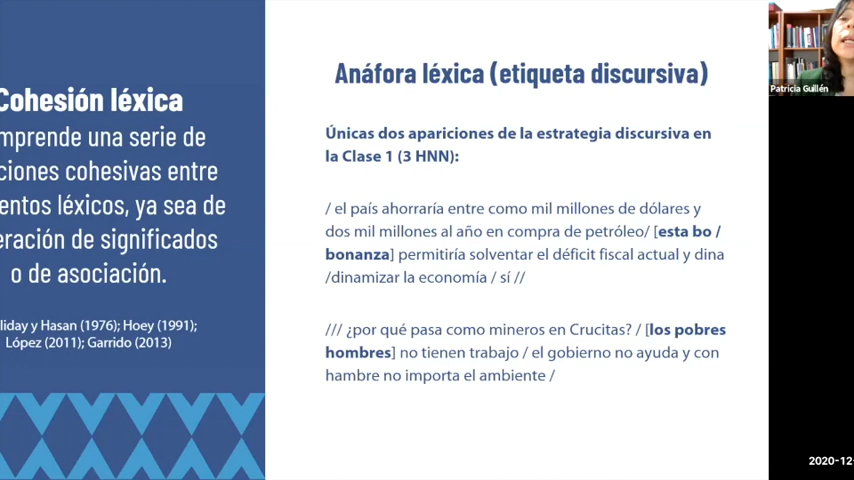 Cohesión léxica
mprende una serie de
ciones cohesivas entre
entos léxicos, ya sea de
eración de significados
o de asociación.
liday y Hasan (1976); Hoey (1991);
López (2011); Garrido (2013)
Anáfora léxica (etiqueta discursiva)
Únicas dos apariciones de la estrategia discursiva en
la Clase 1 (3 HNN):
/ el país ahorraría entre como mil millones de dólares y
dos mil millones al año en compra de petróleo/ [esta bo /
bonanza] permitiría solventar el déficit fiscal actual y dina
/dinamizar la economía / sí //
/// ¿por qué pasa como mineros en Crucitas? / [los pobres
hombres] no tienen trabajo / el gobierno no ayuda y con
hambre no importa el ambiente /
Patricia Guillén
2020-12-